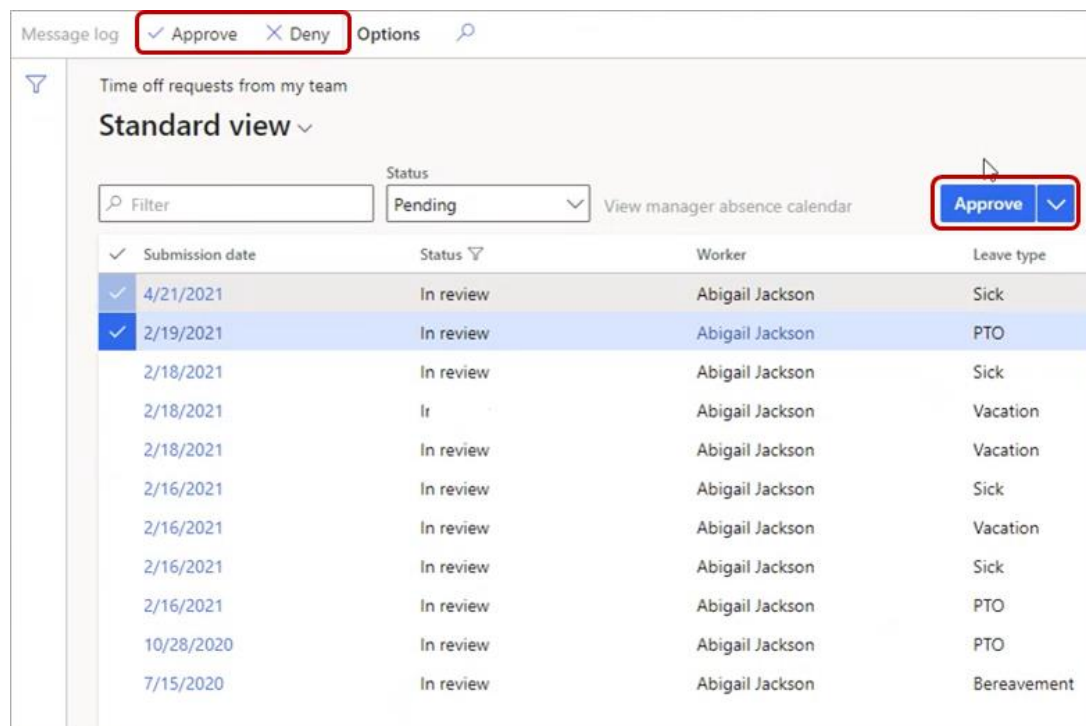 Message log Approve Deny Options
Time off requests from my team
Standard view
Status
Filter Pending View manager absence calendar Approve
Submission date Status Worker Leave type
4/21/2021 In review Abigail Jackson Sick
2/19/2021 In review Abigail Jackson PTO
2/18/2021 In review Abigail Jackson Sick
2/18/2021 Abigail Jackson Vacation
2/18/2021 In review Abigail Jackson Vacation
2/16/2021 In review Abigail Jackson Sick
2/16/2021 In review Abigail Jackson Vacation
2/16/2021 In review Abigail Jackson Sick
2/16/2021 In review Abigail Jackson PTO
10/28/2020 In review Abigail Jackson PTO
7/15/2020 In review Abigail Jackson Bereavement